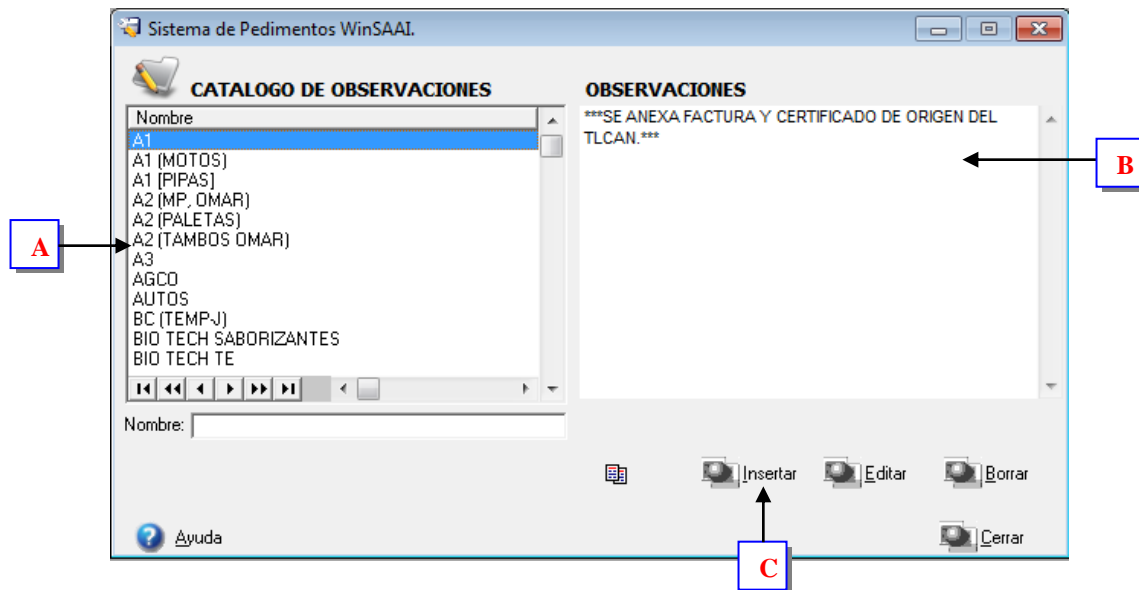 Sistema de Pedimentos WinSAAI.
CATALOGO DE OBSERVACIONES
Nombre
A1
A1 (MOTOS)
A1 [PIPAS]
A2 (MP, OMAR)
A2 (PALETAS)
A2 (TAMBOS OMAR)
A3
AGCO
AUTOS
BC (TEMP-J)
BIO TECH SABORIZANTES
BIO TECH TE
Nombre:
OBSERVACIONES
***SE ANEXA FACTURA Y CERTIFICADO DE ORIGEN DEL
TLCAN.***
A
B
Insertar
Editar
Borrar
Ayuda
Cerrar
C